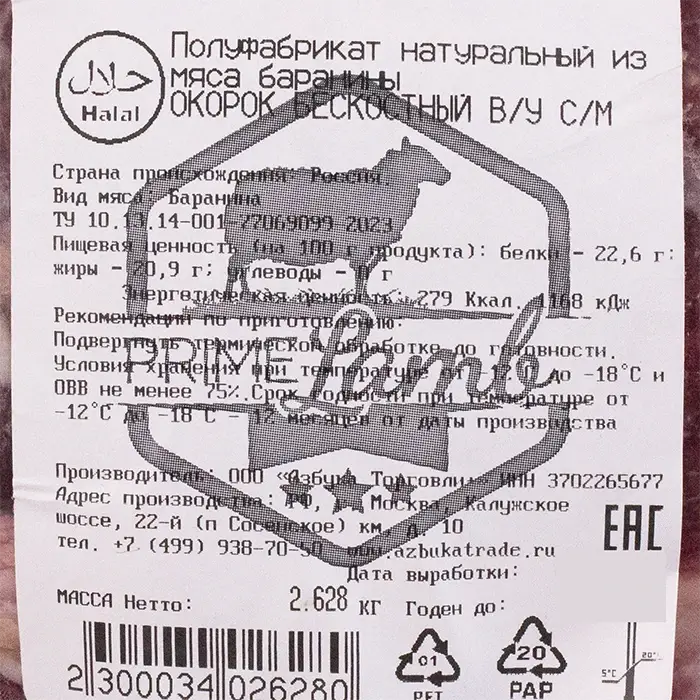 حلال
Halal
Полуфабрикат натуральный из
мяса баранины
ОКОРОК БЕСКОСТНЫЙ В/У С/М
Страна происхождения: Россия.
Вид мяса: Баранина
ТУ 10.13.14-001-77069099-2023
Пищевая ценность (на 100 г продукта): белки - 22,6 г;
жиры - 20,9 г; углеводы - 0 г
Энергетическая ценность: 279 Ккал. 1168 кДж
Рекомендации по приготовлению:
Подвергнуть термической обработке до готовности.
Условия хранения при температуре от -12°C до -18°C и
ОВВ не менее 75%.Срок годности при температуре от
-12°C до -18 C - 12 месяцев от даты производства
PRIME Lamb
Производитель: ООО «Азбука Торговли» ИНН 3702265677
Адрес производства: РФ, г Москва, Калужское
шоссе, 22-й (п Сосенское) км, д. 10
тел. +7 (499) 938-70-50 www.azbukatrade.ru
EAC
Дата выработки:
МАССА Нетто: 2.628 КГ Годен до:
2 300034 026280
01
PET
20
PAP
5°C
20°